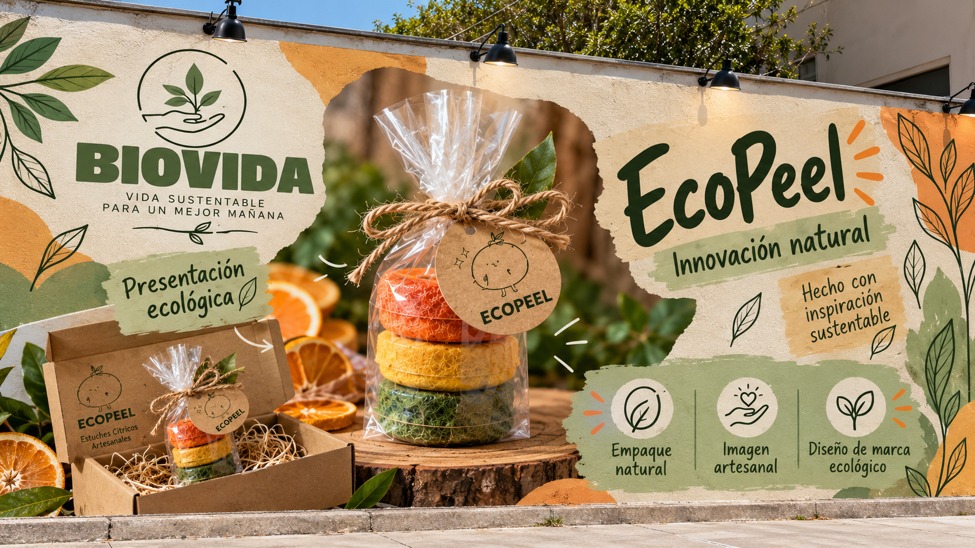 BIOVIDA
VIDA SUSTENTABLE
PARA UN MEJOR MAÑANA
Presentación
ecológica
ECOPEEL
Estuches Cítricos
Artesanales
ECOPEEL
ECOPEEL
EcoPeel
Innovación natural
Hecho con
inspiración
sustentable
Empaque
natural
Imagen
artesanal
Diseño de marca
ecológico